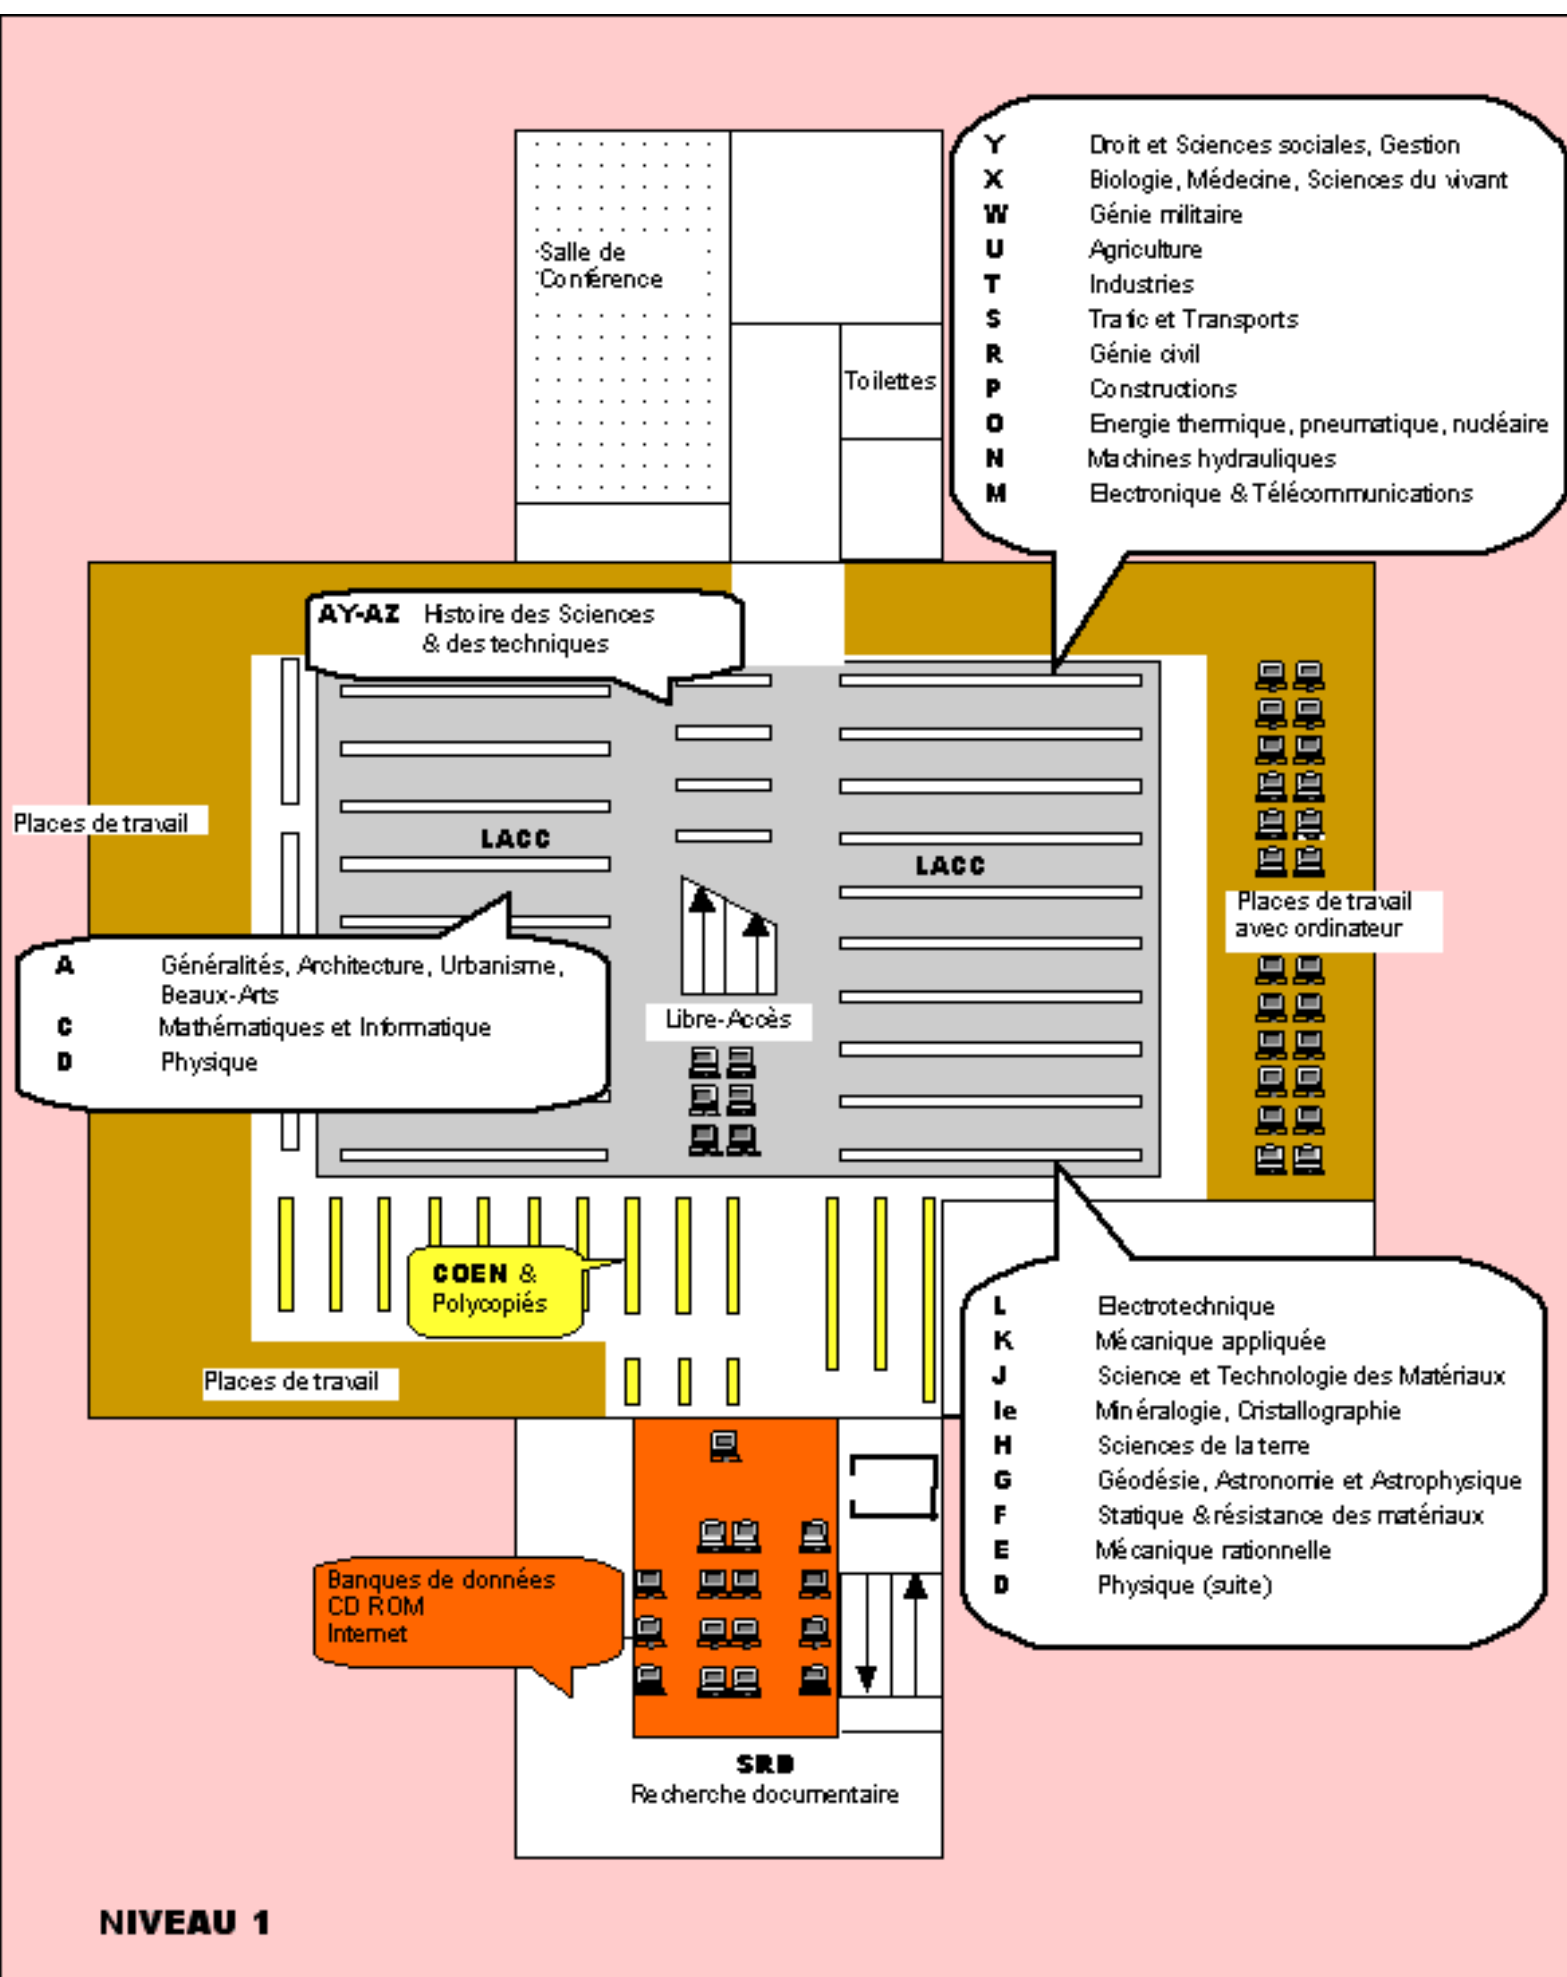 Y Droit et Sciences sociales, Gestion
X Biologie, Médecine, Sciences du vivant
W Génie militaire
U Agriculture
T Industries
S Trafic et Transports
R Génie civil
P Constructions
O Energie thermique, pneumatique, nucléaire
N Machines hydrauliques
M Electronique & Télécommunications
Salle de
Conférence
Toilettes
AY-AZ Histoire des Sciences
& des techniques
Places de travail
LACC
LACC
Places de travail
avec ordinateur
A Généralités, Architecture, Urbanisme,
Beaux-Arts
C Mathématiques et Informatique
D Physique
Libre-Accès
COEN &
Polycopiés
Places de travail
L Electrotechnique
K Mécanique appliquée
J Science et Technologie des Matériaux
Ie Minéralogie, Cristallographie
H Sciences de la terre
G Géodésie, Astronomie et Astrophysique
F Statique & résistance des matériaux
E Mécanique rationnelle
D Physique (suite)
Banques de données
CD ROM
Internet
SRD
Recherche documentaire
NIVEAU 1